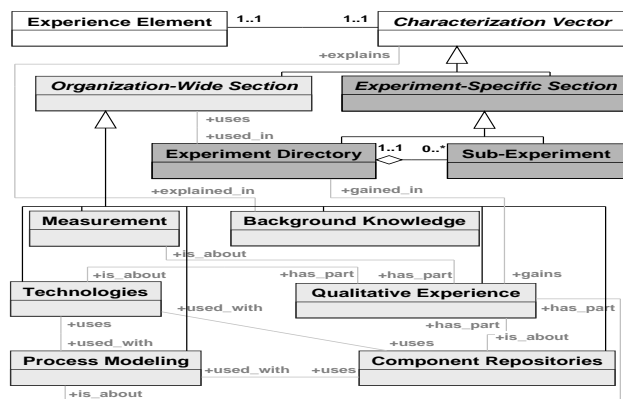 Experience Element 1..1 1..1 Characterization Vector
+explains
Organization-Wide Section Experiment-Specific Section
+uses
+used_in
Experiment Directory 1..1 0..* Sub-Experiment
+explained_in +gained_in
Measurement Background Knowledge
+is_about
+is_about +has_part +has_part +gains
Technologies Qualitative Experience
+used_with +has_part
+uses +has_part
+is_about
+used_with +uses
Process Modeling +used_with +uses Component Repositories
+is_about